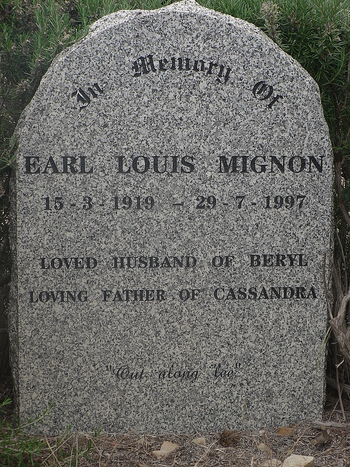 In Memory Of
EARL LOUIS MIGNON
15-3-1919 - 29-7-1997
LOVED HUSBAND OF BERYL
LOVING FATHER OF CASSANDRA
"Out along